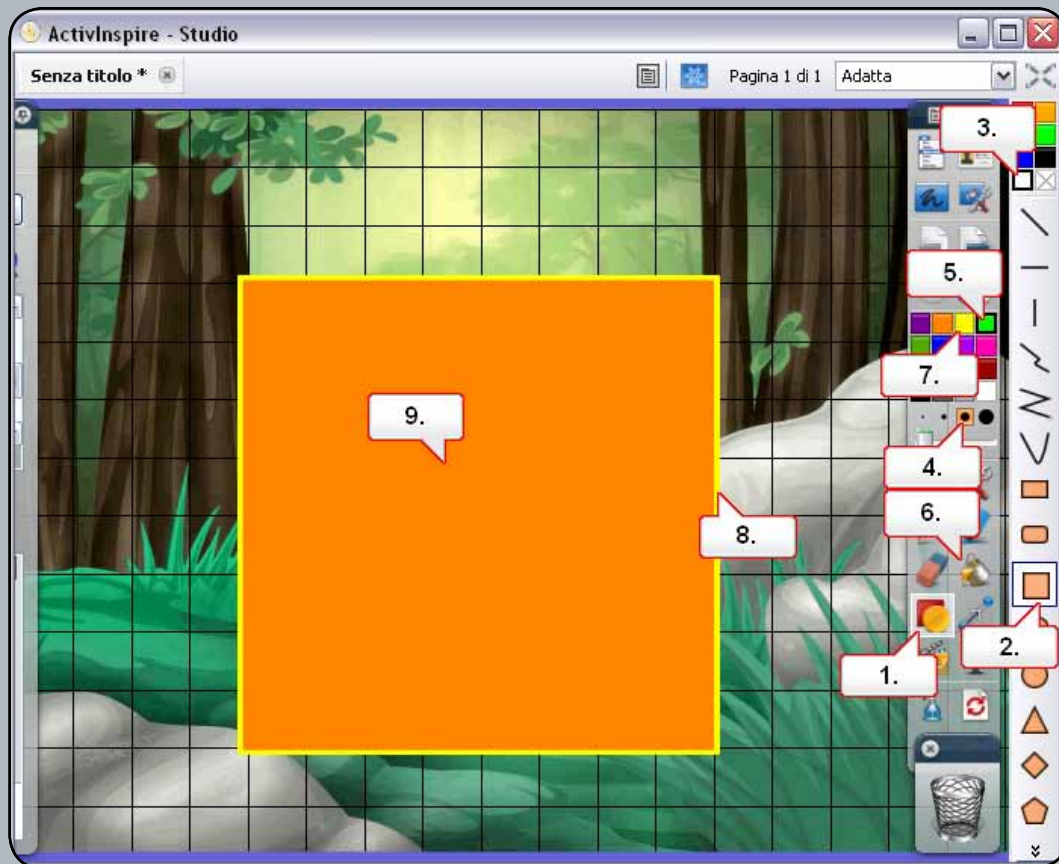 ActivInspire - Studio
Senza titolo *
Pagina 1 di 1
Adatta
3.
5.
7.
9.
4.
6.
8.
2.
1.